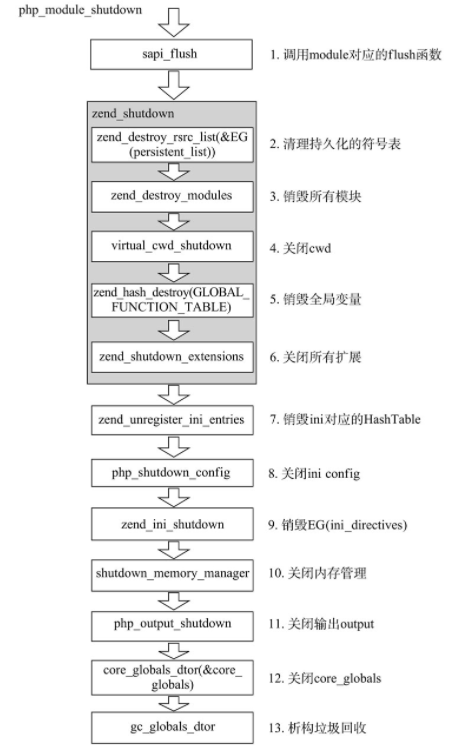 php_module_shutdown
sapi_flush
1. 调用module对应的flush函数
zend_shutdown
zend_destroy_rsrc_list(&EG
(persistent_list))
2. 清理持久化的符号表
zend_destroy_modules
3. 销毁所有模块
virtual_cwd_shutdown
4. 关闭cwd
zend_hash_destroy(GLOBAL_
FUNCTION_TABLE)
5. 销毁全局变量
zend_shutdown_extensions
6. 关闭所有扩展
zend_unregister_ini_entries
7. 销毁ini对应的HashTable
php_shutdown_config
8. 关闭ini config
zend_ini_shutdown
9. 销毁EG(ini_directives)
shutdown_memory_manager
10. 关闭内存管理
php_output_shutdown
11. 关闭输出output
core_globals_dtor(&core_
globals)
12. 关闭core_globals
gc_globals_dtor
13. 析构垃圾回收